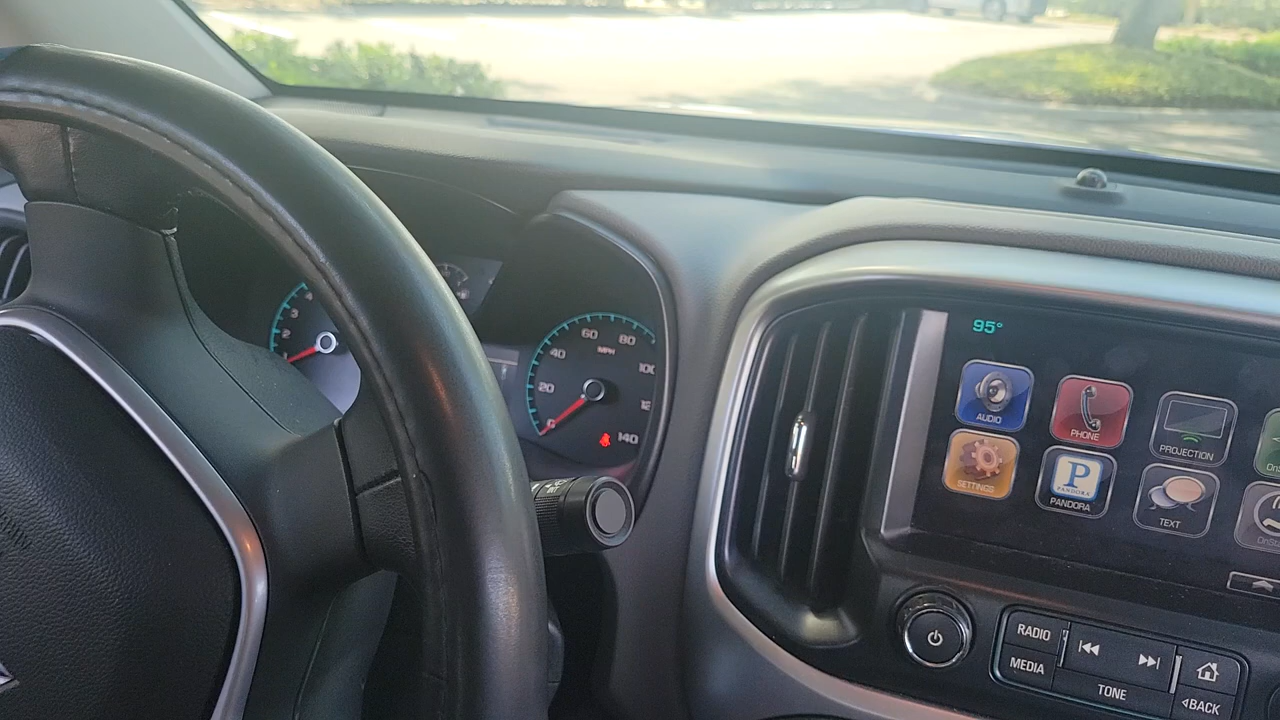 95°
AUDIO
PHONE
PROJECTION
SETTINGS
PANDORA
P
PANDORA
TEXT
2
3
0
20
40
60
80
100
140
MPH
RADIO
MEDIA
TONE
BACK